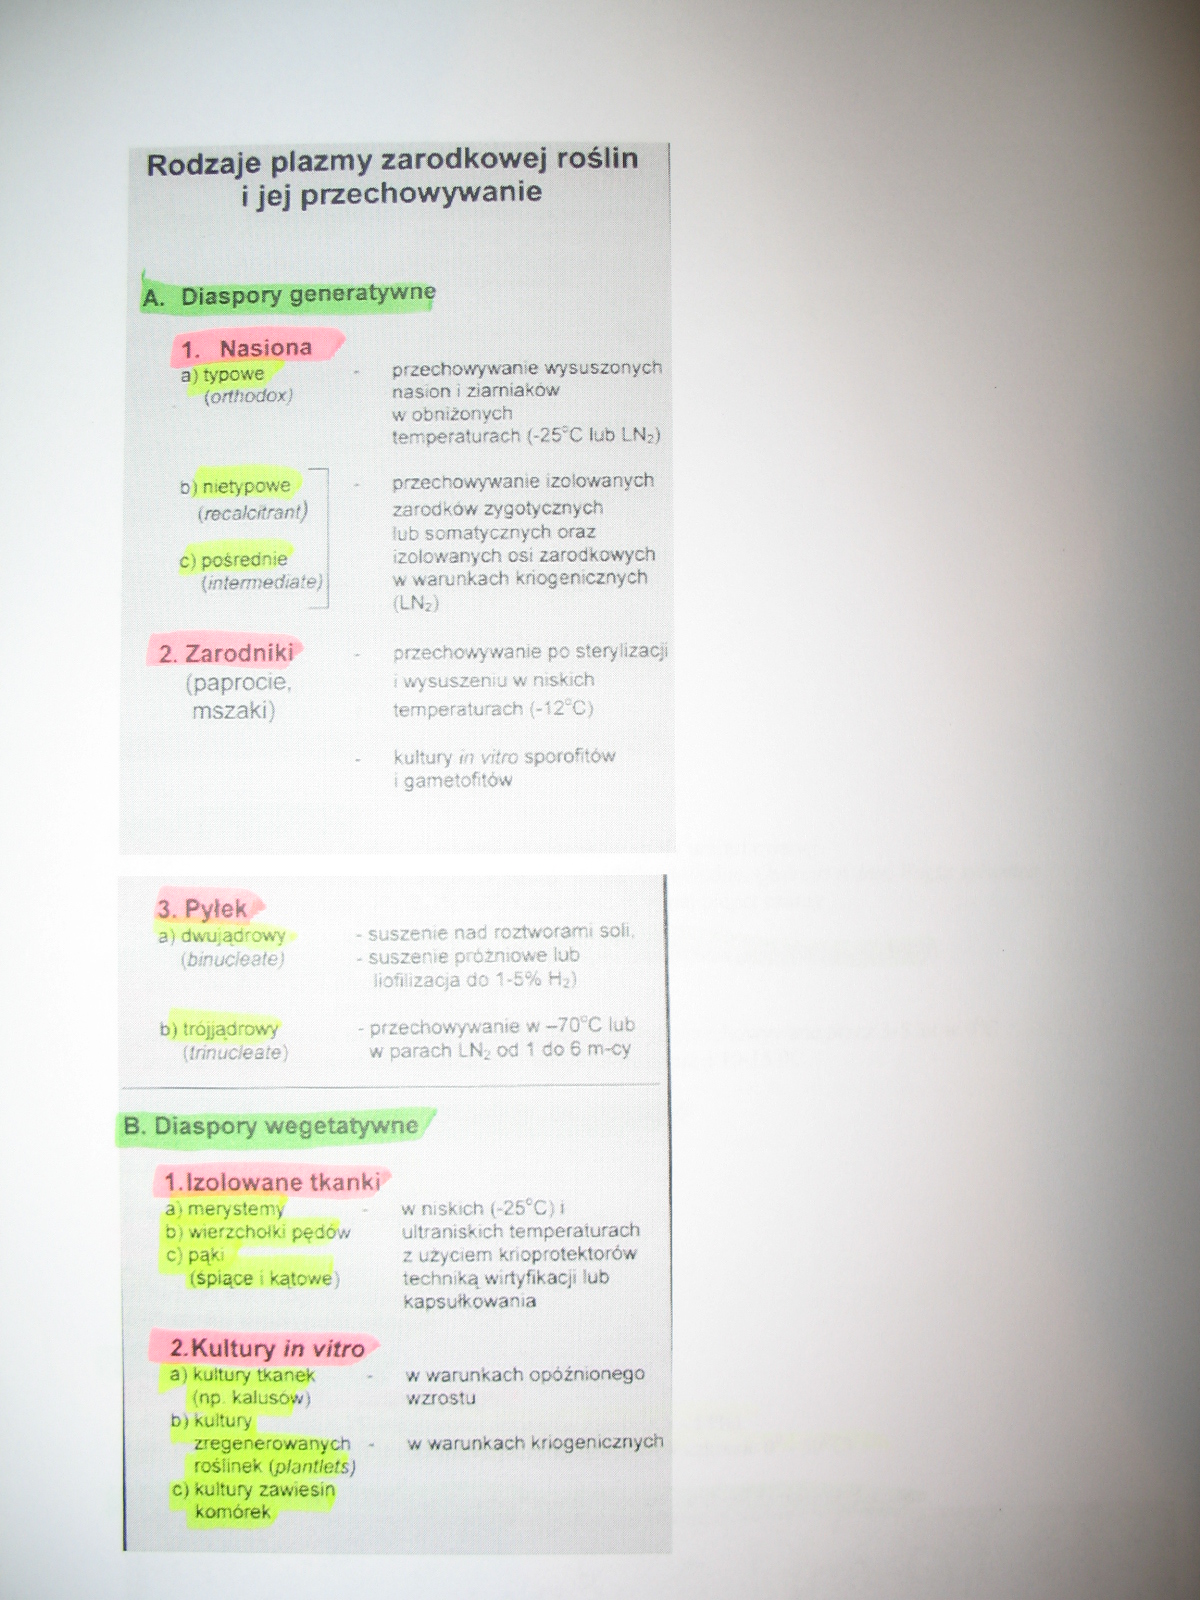 Rodzaje plazmy zarodkowej roślin
i jej przechowywanie
A. Diaspory generatywne
1. Nasiona
a) typowe
(orthodox)
- przechowywanie wysuszonych
nasion i ziarniaków
w obniżonych
temperaturach (-25°C lub LN₂)
b) nietypowe
(recalcitrant)
c) pośrednie
(intermediate)
- przechowywanie izolowanych
zarodków zygotycznych
lub somatycznych oraz
izolowanych osi zarodkowych
w warunkach kriogenicznych
(LN₂)
2. Zarodniki
(paprocie,
mszaki)
- przechowywanie po sterylizacji
i wysuszeniu w niskich
temperaturach (-12°C)
- kultury in vitro sporofitów
i gametofitów
3. Pyłek
a) dwujądrowy
(binucleate)
- suszenie nad roztworami soli,
- suszenie próżniowe lub
liofilizacja do 1-5% H₂)
b) trójjądrowy
(trinucleate)
- przechowywanie w –70°C lub
w parach LN₂ od 1 do 6 m-cy
B. Diaspory wegetatywne
1.Izolowane tkanki
a) merystemy
b) wierzchołki pędów
c) pąki
(śpiące i kątowe)
- w niskich (-25°C) i
ultraniskich temperaturach
z użyciem krioprotektorów
techniką wirtyfikacji lub
kapsułkowania
2.Kultury in vitro
a) kultury tkanek
(np. kalusów)
b) kultury
zregenerowanych
roślinek (plantlets)
c) kultury zawiesin
komórek
- w warunkach opóźnionego
wzrostu
- w warunkach kriogenicznych